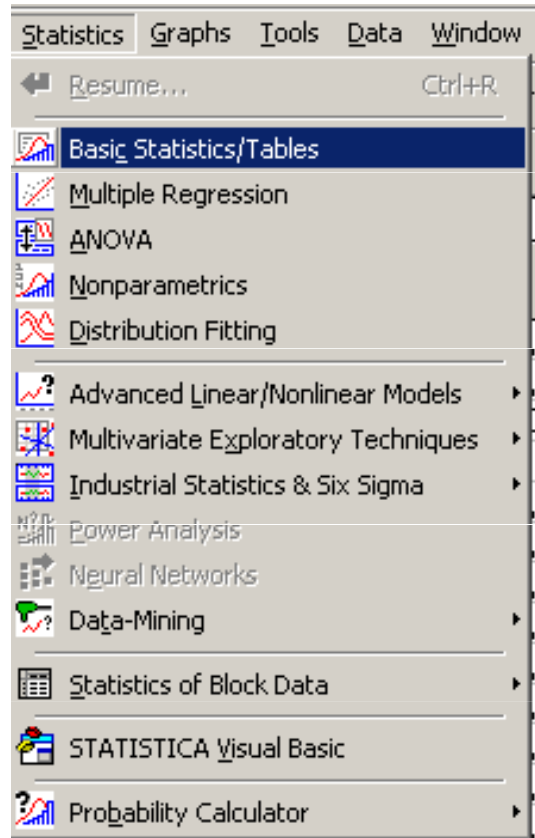 Statistics Graphs Tools Data Window
Resume... Ctrl+R
Basic Statistics/Tables
Multiple Regression
ANOVA
Nonparametrics
Distribution Fitting
Advanced Linear/Nonlinear Models
Multivariate Exploratory Techniques
Industrial Statistics & Six Sigma
Power Analysis
Neural Networks
Data-Mining
Statistics of Block Data
STATISTICA Visual Basic
Probability Calculator